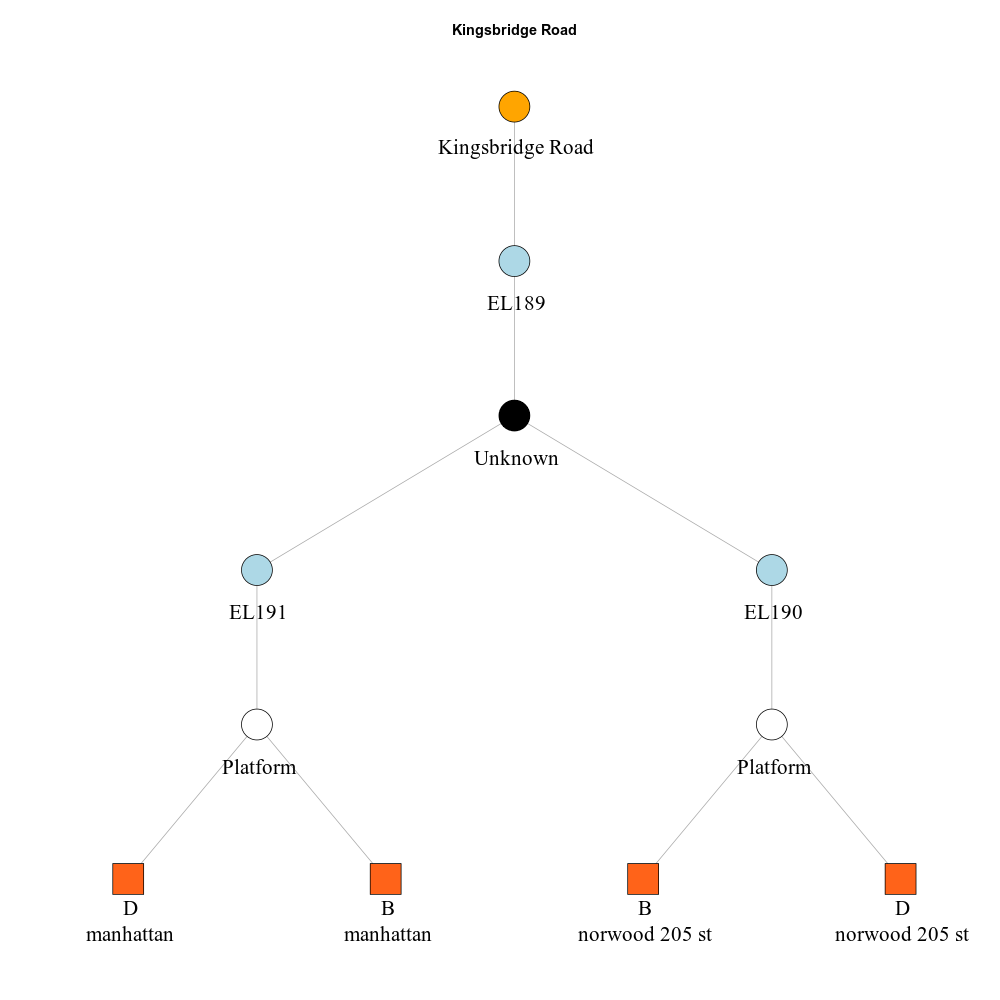 Kingsbridge Road
Kingsbridge Road
EL189
Unknown
EL191
EL190
Platform
Platform
D
manhattan
B
manhattan
B
norwood 205 st
D
norwood 205 st